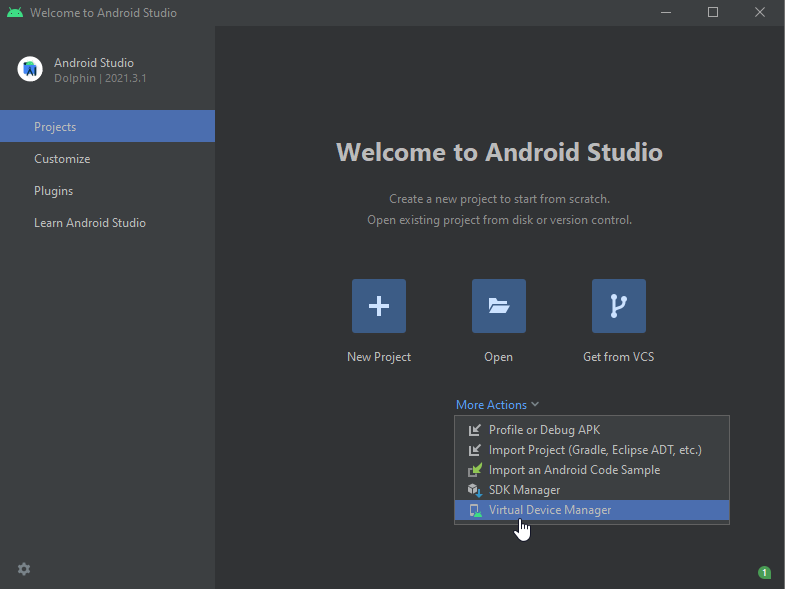 Welcome to Android Studio
Android Studio
Dolphin | 2021.3.1
Projects
Customize
Plugins
Learn Android Studio
Welcome to Android Studio
Create a new project to start from scratch.
Open existing project from disk or version control.
New Project
Open
Get from VCS
More Actions
Profile or Debug APK
Import Project (Gradle, Eclipse ADT, etc.)
Import an Android Code Sample
SDK Manager
Virtual Device Manager
1